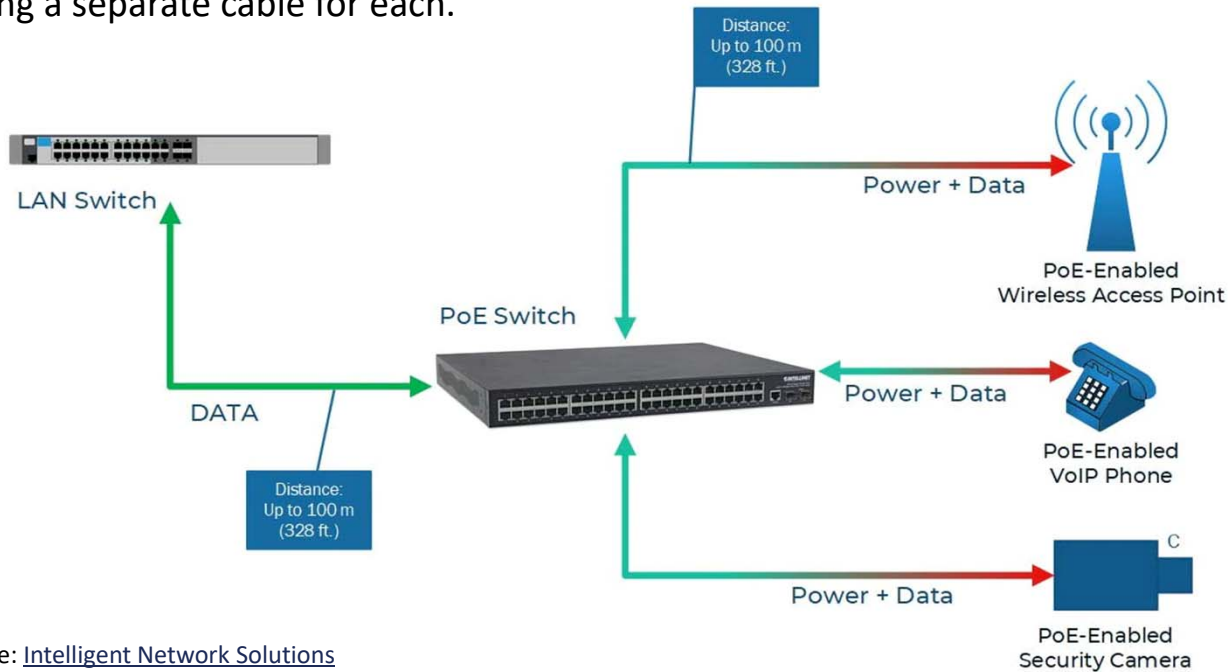 ng a separate cable for each.
Distance:
Up to 100 m
(328 ft.)
LAN Switch
Power + Data
PoE-Enabled
Wireless Access Point
PoE Switch
INTELLINET
Power + Data
DATA
PoE-Enabled
VoIP Phone
Distance:
Up to 100 m
(328 ft.)
C
Power + Data
PoE-Enabled
Security Camera
e: Intelligent Network Solutions